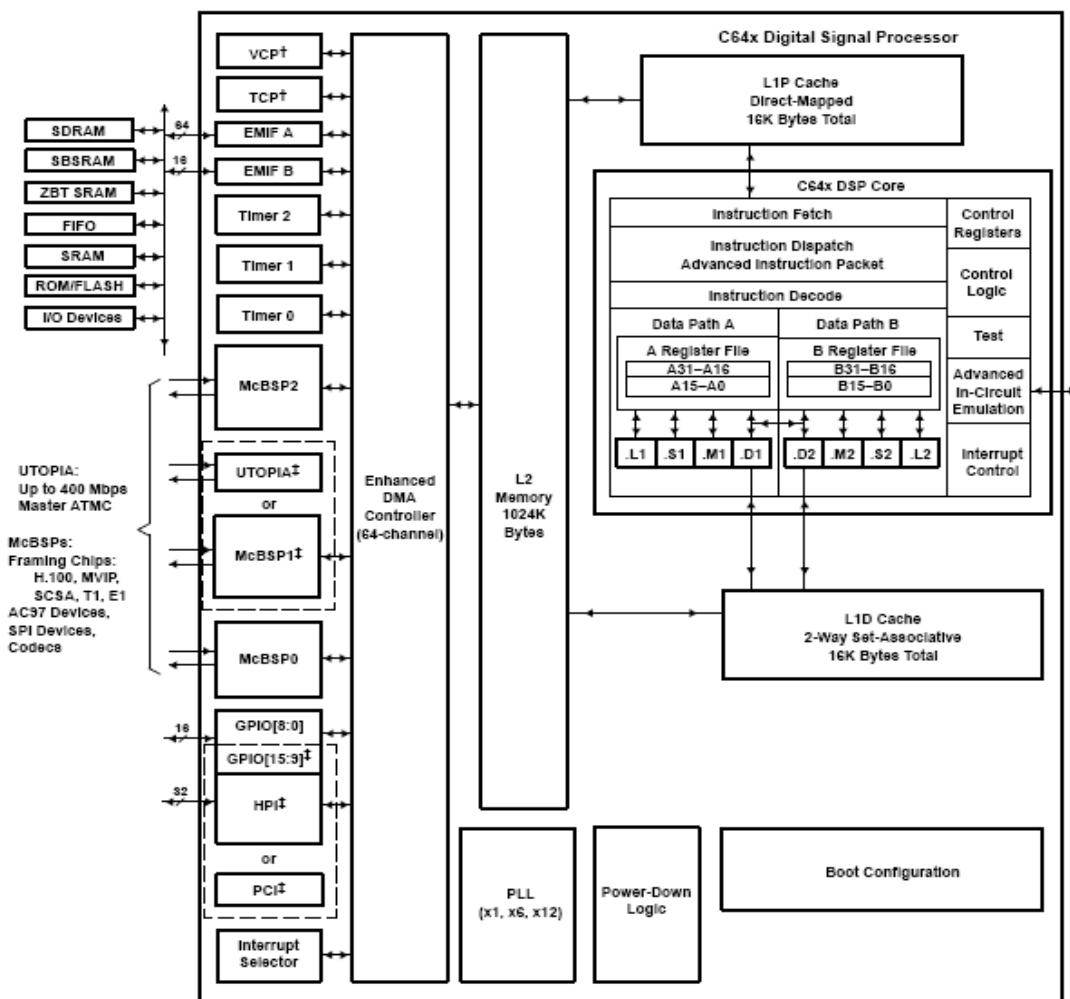 C64x Digital Signal Processor
VCP†
TCP†
EMIF A
EMIF B
Timer 2
Timer 1
Timer 0
64
16
SDRAM
SBSRAM
ZBT SRAM
FIFO
SRAM
ROM/FLASH
I/O Devices
McBSP2
UTOPIA‡
or
McBSP1‡
McBSP0
UTOPIA:
Up to 400 Mbps
Master ATMC
McBSPs:
Framing Chips:
H.100, MVIP,
SCSA, T1, E1
AC97 Devices,
SPI Devices,
Codecs
16
GPIO[8:0]
GPIO[15:9]‡
32
HPI‡
or
PCI‡
Interrupt
Selector
Enhanced
DMA
Controller
(64-channel)
L2
Memory
1024K
Bytes
L1P Cache
Direct-Mapped
16K Bytes Total
C64x DSP Core
Instruction Fetch
Instruction Dispatch
Advanced Instruction Packet
Instruction Decode
Data Path A
Data Path B
A Register File
B Register File
A31–A16
B31–B16
A15–A0
B15–B0
.L1
.S1
.M1
.D1
.D2
.M2
.S2
.L2
Control
Registers
Control
Logic
Test
Advanced
In-Circuit
Emulation
Interrupt
Control
L1D Cache
2-Way Set-Associative
16K Bytes Total
PLL
(x1, x6, x12)
Power-Down
Logic
Boot Configuration